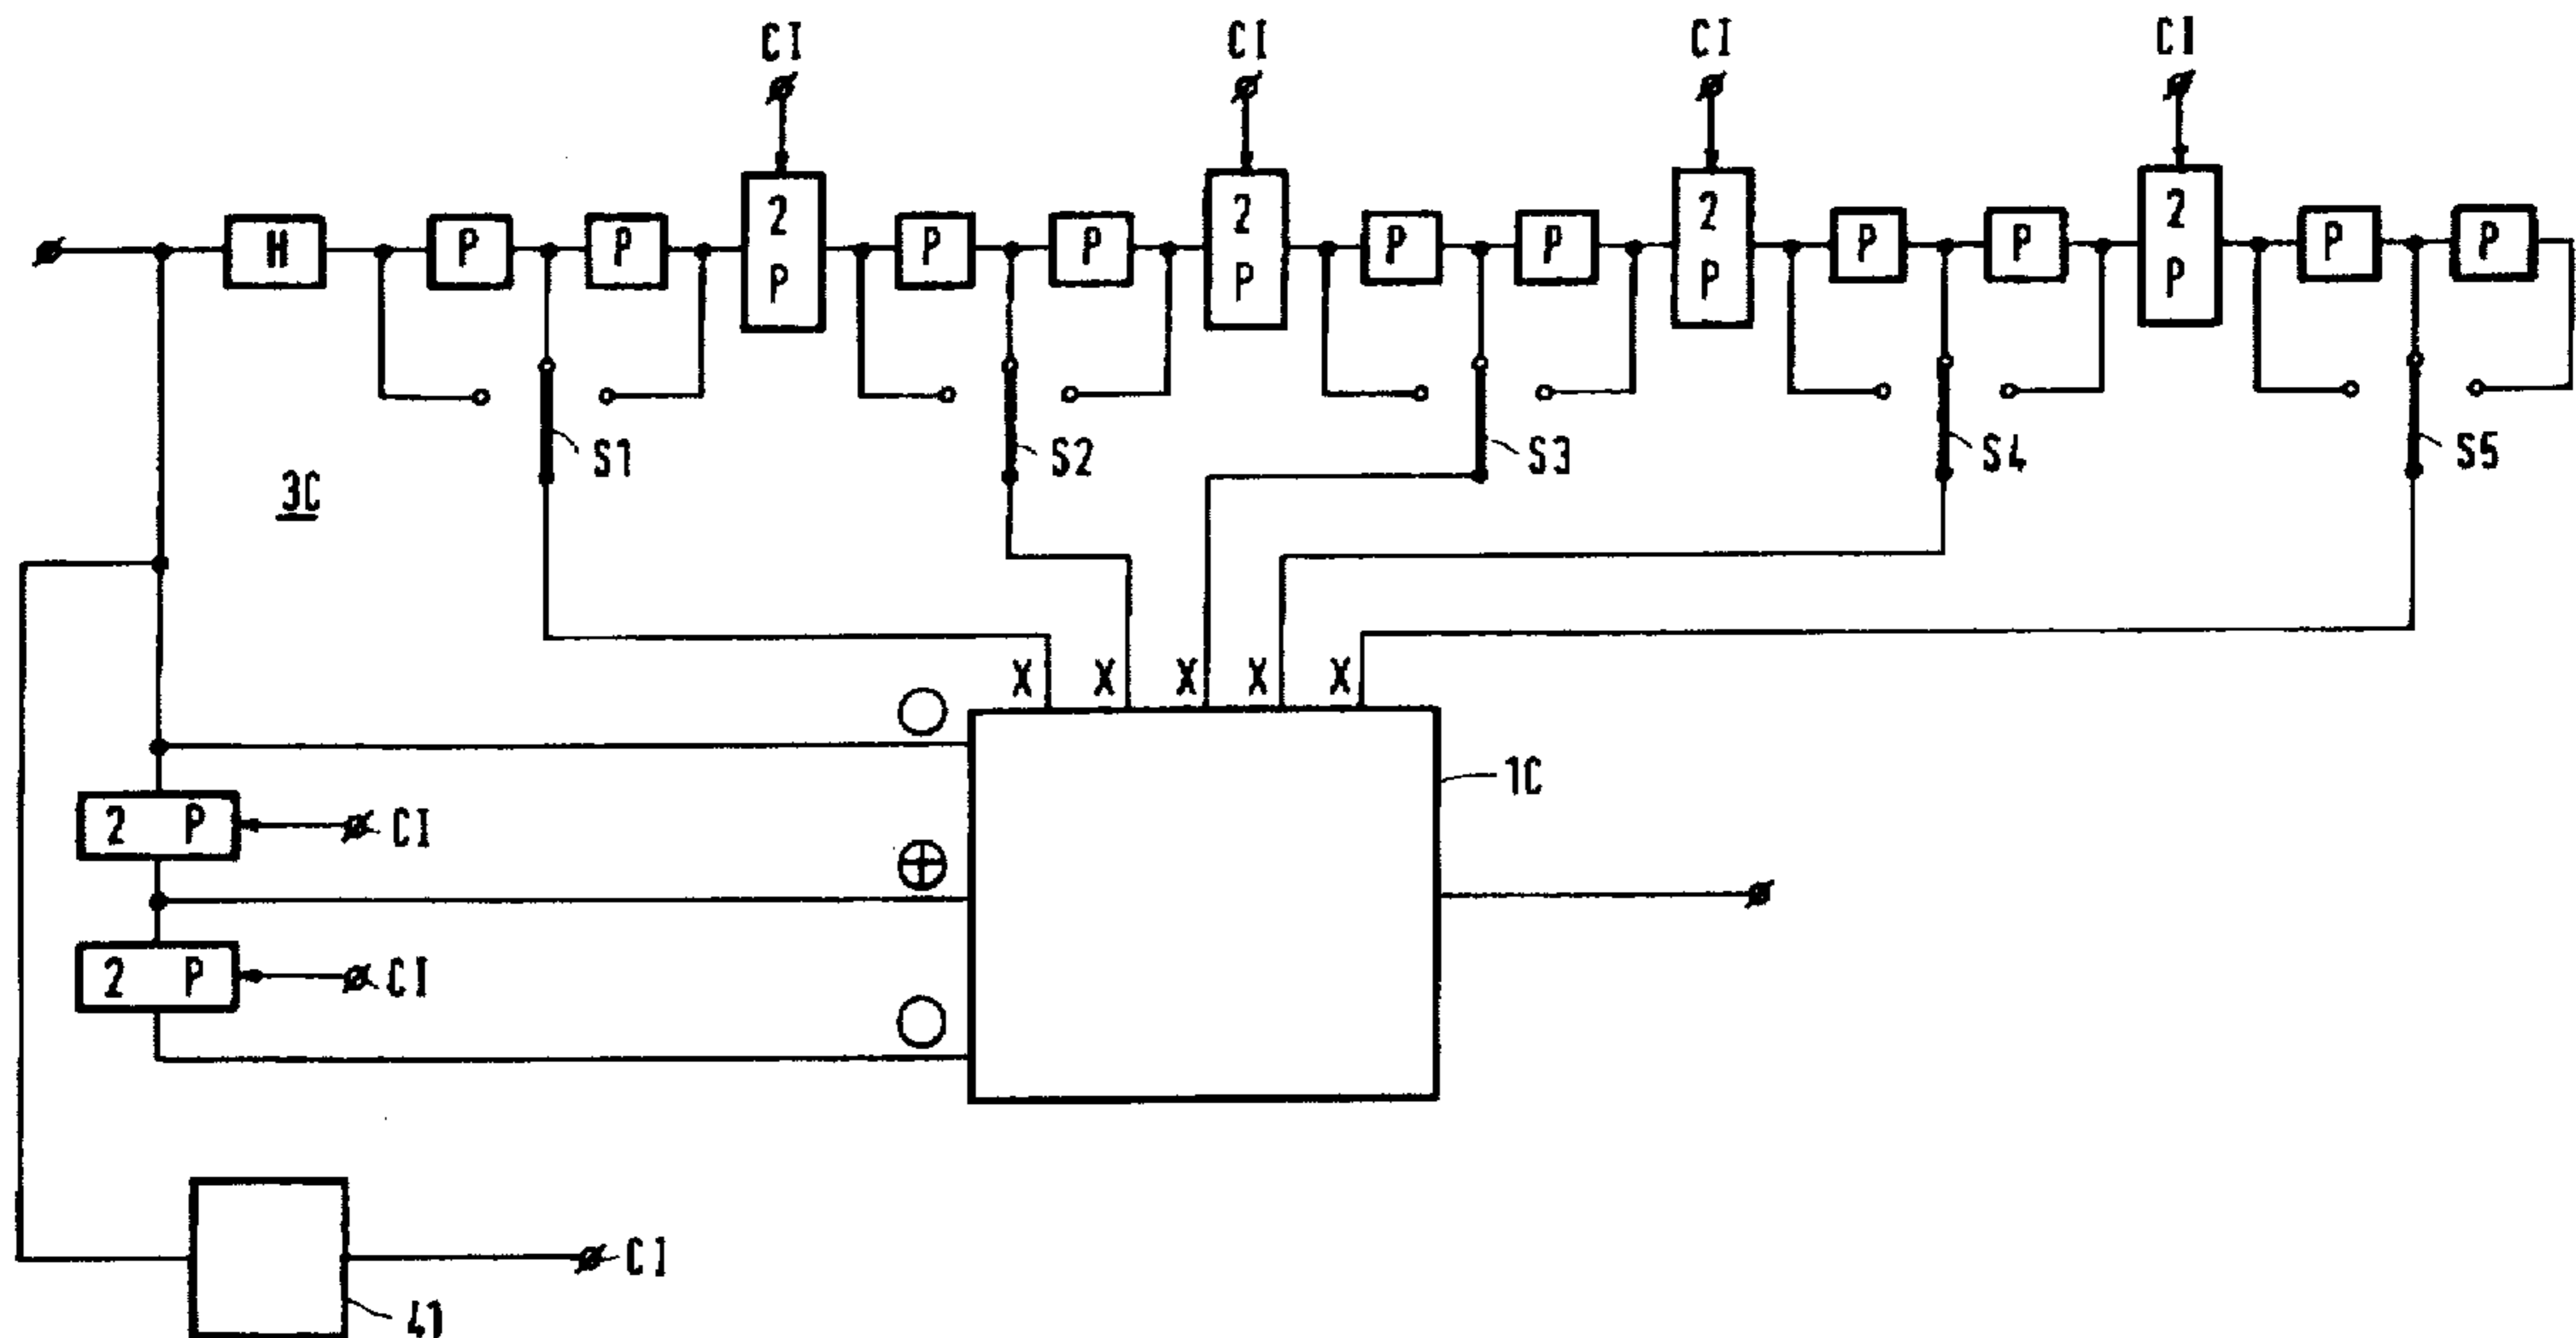 CI CI CI CI
H P P 2 P P P 2 P P P 2 P P P 2 P P P
S1 S2 S3 S4 S5
3C
X X X X X
1C
2 P CI
2 P CI
CI
41